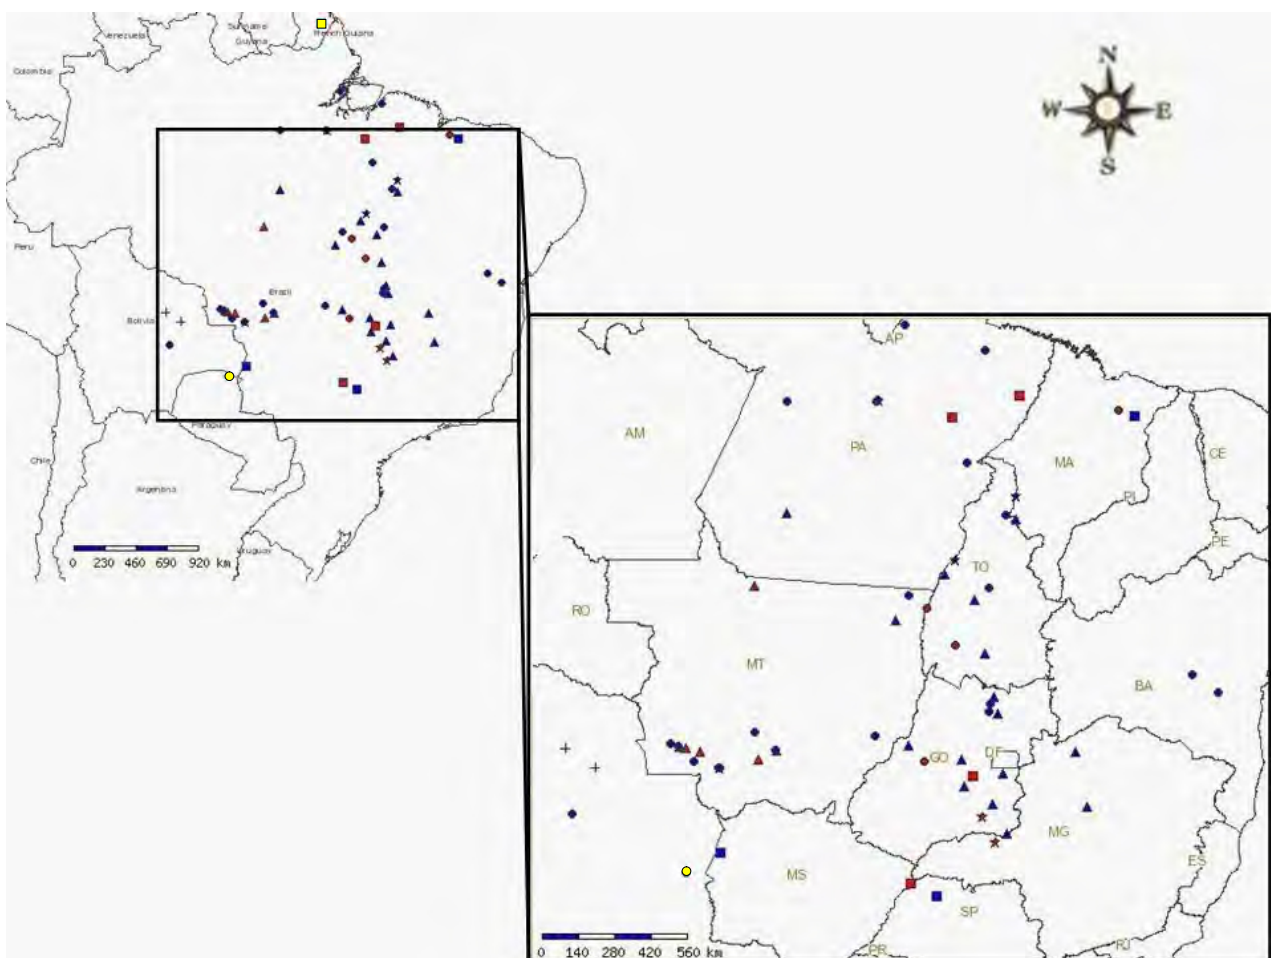 N
W E
S
Venezuela
Suriname
Guyana
French Guiana
Colombia
Peru
Brasil
Bolivia
Paraguay
Chile
Argentina
Uruguay
0 230 460 690 920 km
AP
AM
PA
MA
CE
PI
PE
TO
RO
MT
BA
GO
DF
MG
ES
MS
SP
PR
RJ
0 140 280 420 560 km